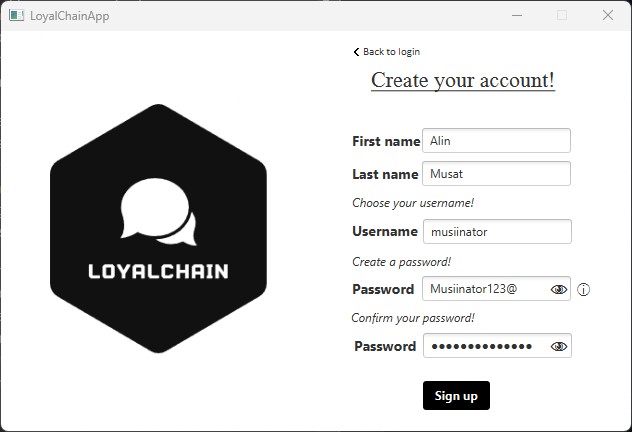 LoyalChainApp
Back to login
Create your account!
First name Alin
Last name Musat
Choose your username!
Username musiinator
Create a password!
Password Musiinator123@
Confirm your password!
Password ••••••••••••••
Sign up
LOYALCHAIN